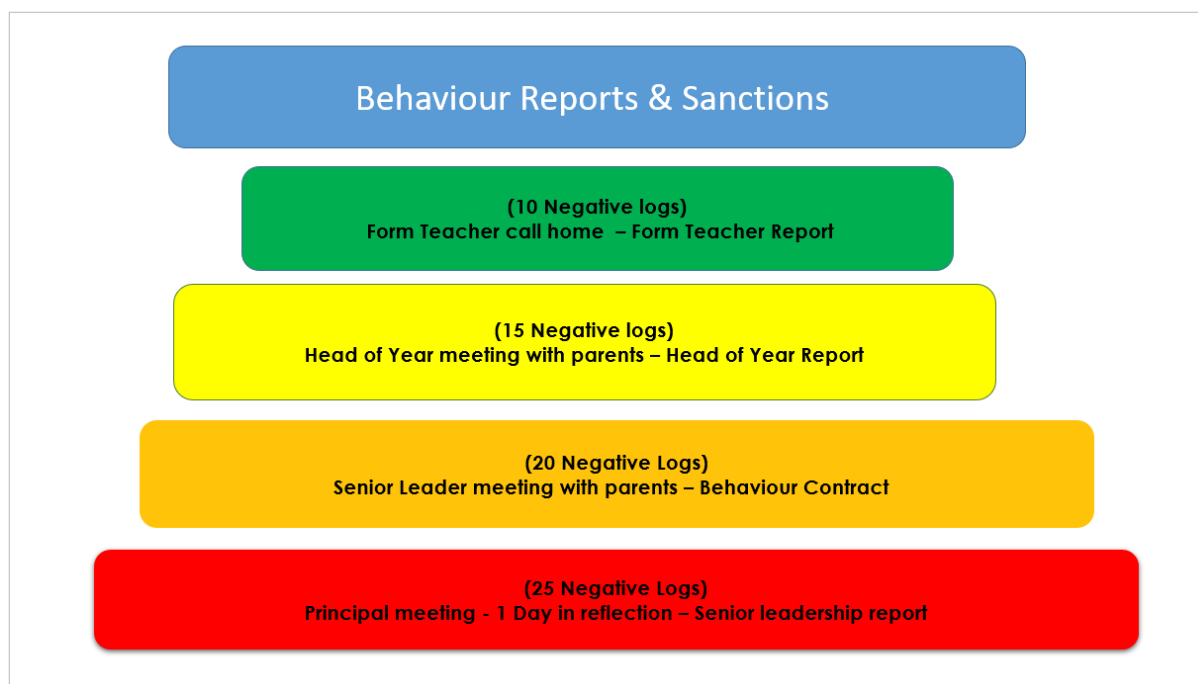 Behaviour Reports & Sanctions
(10 Negative logs)
Form Teacher call home – Form Teacher Report
(15 Negative logs)
Head of Year meeting with parents – Head of Year Report
(20 Negative Logs)
Senior Leader meeting with parents – Behaviour Contract
(25 Negative Logs)
Principal meeting - 1 Day in reflection – Senior leadership report